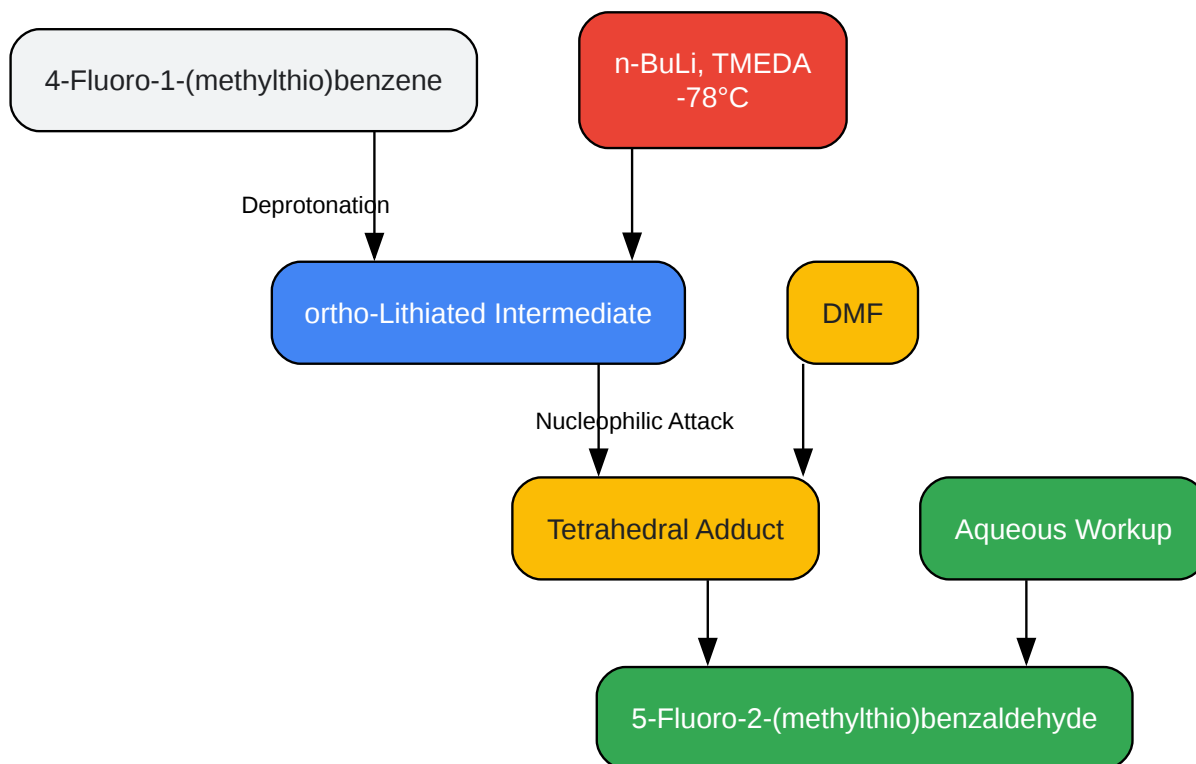 4-Fluoro-1-(methylthio)benzene
n-BuLi, TMEDA
-78°C
Deprotonation
ortho-Lithiated Intermediate
DMF
Nucleophilic Attack
Tetrahedral Adduct
Aqueous Workup
5-Fluoro-2-(methylthio)benzaldehyde